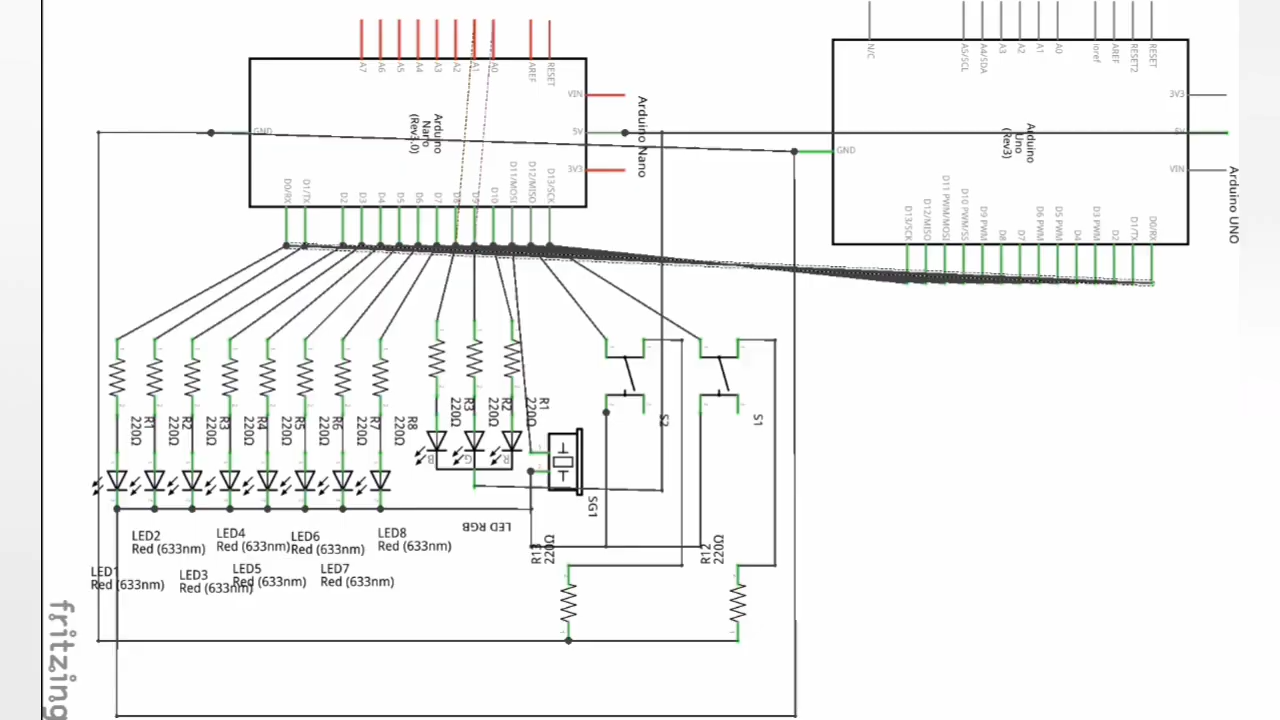 A7
A6
A5
A4
A3
A2
A1
A0
AREF
RESET
N/C
A5/SCL
A4/SDA
A3
A2
A1
A0
ioref
AREF
RESET2
RESET
VIN
GND
Arduino
Nano
(Rev3.0)
5V
3V3
Arduino Nano
3V3
5V
Arduino
Uno
(Rev3)
GND
VIN
Arduino UNO
D0/RX
D1/TX
D2
D3
D4
D5
D6
D7
D8
D9
D10
D11/MOSI
D12/MISO
D13/SCK
D13/SCK
D12/MISO
D11 PWM/MOSI
D10 PWM/SS
D9 PWM
D8
D7
D6 PWM
D5 PWM
D4
D3 PWM
D2
D1/TX
D0/RX
R1
220Ω
R2
220Ω
R3
220Ω
R4
220Ω
R5
220Ω
R6
220Ω
R7
220Ω
R8
220Ω
R3
220Ω
R2
220Ω
R1
220Ω
B
G
R
S2
S1
SG1
LED RGB
R13
220Ω
R12
220Ω
LED2
Red (633nm)
LED4
Red (633nm)
LED6
Red (633nm)
LED8
Red (633nm)
LED1
Red (633nm)
LED3
Red (633nm)
LED5
Red (633nm)
LED7
Red (633nm)
fritzing